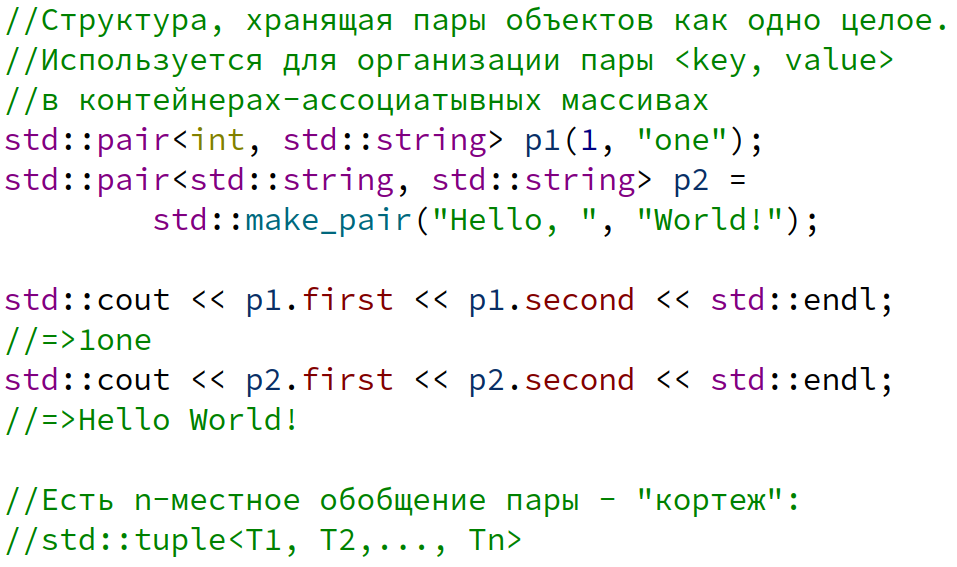 //Структура, хранящая пары объектов как одно целое.
//Используется для организации пары <key, value>
//в контейнерах-ассоциатывных массивах
std::pair<int, std::string> p1(1, "one");
std::pair<std::string, std::string> p2 =
        std::make_pair("Hello, ", "World!");
std::cout << p1.first << p1.second << std::endl;
//=>1one
std::cout << p2.first << p2.second << std::endl;
//=>Hello World!
//Есть n-местное обобщение пары - "кортеж":
//std::tuple<T1, T2,..., Tn>